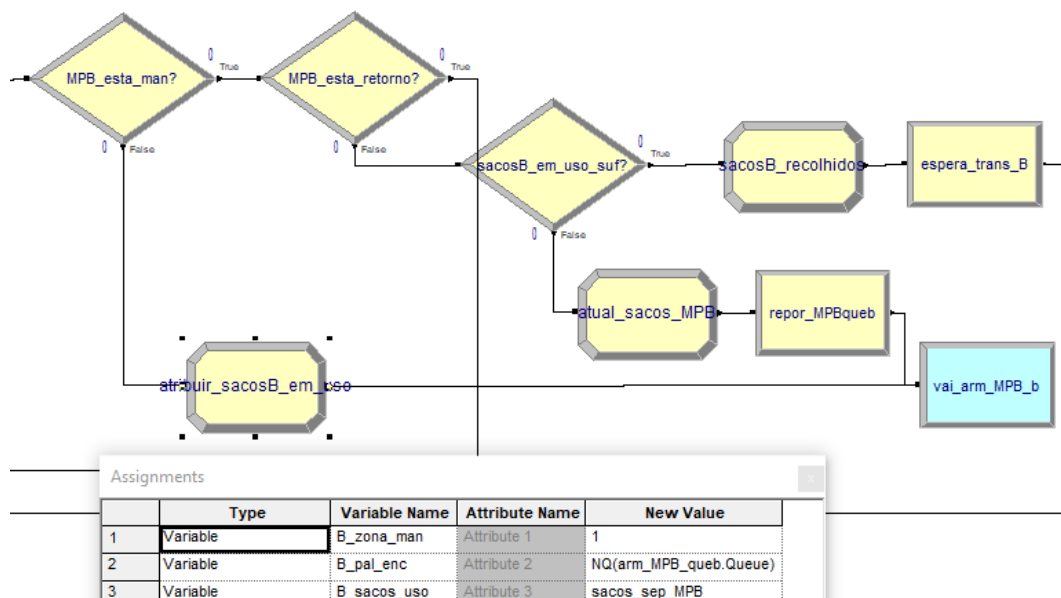 0
0
True
True
MPB_esta_man?
MPB_esta_retorno?
0
False
0
False
0
True
sacosB_em_uso_suf?
sacosB_recolhidos
espera_trans_B
0
False
atual_sacos_MPB
repor_MPBqueb
atribuir_sacosB_em_uso
vai_arm_MPB_b
Assignments
x
Type Variable Name Attribute Name New Value
1 Variable B_zona_man Attribute 1 1
2 Variable B_pal_enc Attribute 2 NQ(arm_MPB_queb.Queue)
3 Variable B_sacos_uso Attribute 3 sacos_sep_MPB